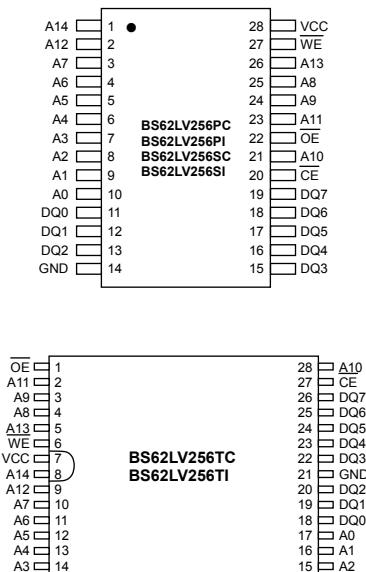 A14 1 28 VCC
A12 2 27 WE
A7 3 26 A13
A6 4 25 A8
A5 5 24 A9
A4 6 23 A11
A3 7 22 OE
A2 8 21 A10
A1 9 20 CE
A0 10 19 DQ7
DQ0 11 18 DQ6
DQ1 12 17 DQ5
DQ2 13 16 DQ4
GND 14 15 DQ3
BS62LV256PC
BS62LV256PI
BS62LV256SC
BS62LV256SI
OE 1 28 A10
A11 2 27 CE
A9 3 26 DQ7
A8 4 25 DQ6
A13 5 24 DQ5
WE 6 23 DQ4
VCC 7 22 DQ3
A14 8 21 GND
A12 9 20 DQ2
A7 10 19 DQ1
A6 11 18 DQ0
A5 12 17 A0
A4 13 16 A1
A3 14 15 A2
BS62LV256TC
BS62LV256TI